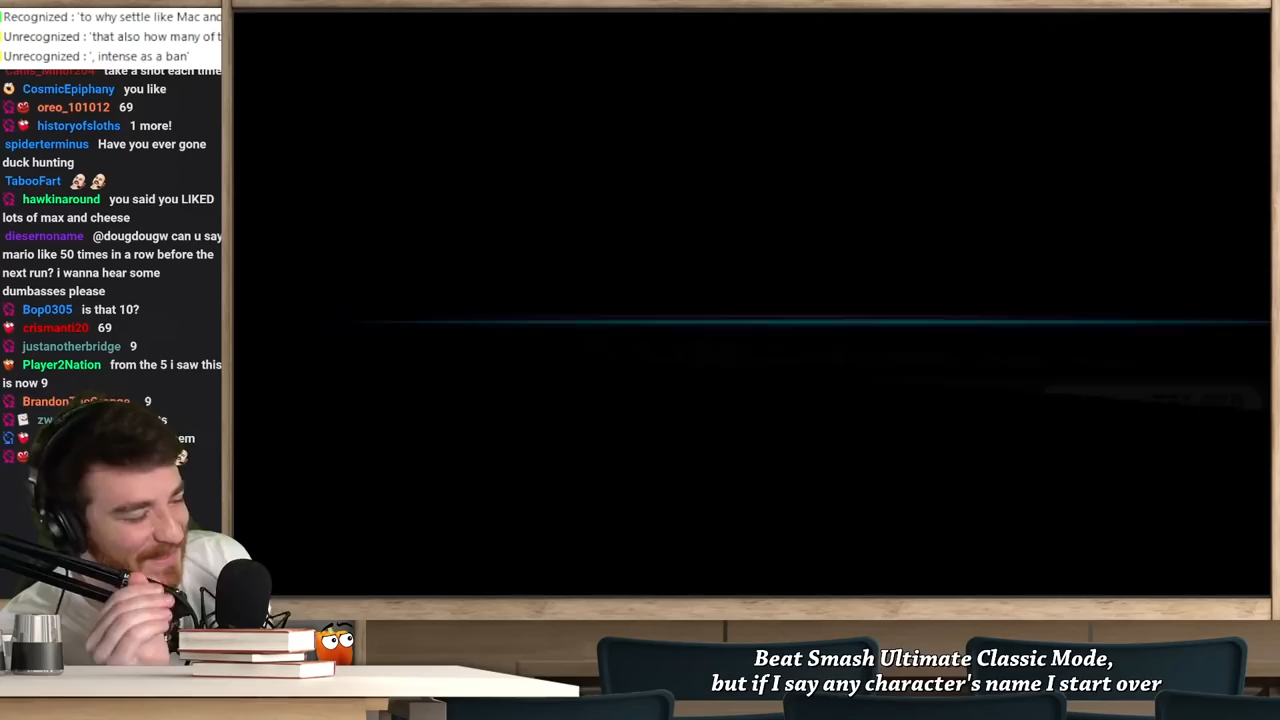 Recognized : 'to why settle like Mac and
Unrecognized : 'that also how many of t
Unrecognized : ', intense as a ban'
take a shot each time
CosmicEpiphany you like
oreo_101012 69
historyofsloths 1 more!
spiderterminus Have you ever gone
duck hunting
TabooFart
hawkinaround you said you LIKED
lots of max and cheese
diesernoname @dougdougw can u say
mario like 50 times in a row before the
next run? i wanna hear some
dumbasses please
Bop0305 is that 10?
crismanti20 69
justanotherbridge 9
Player2Nation from the 5 i saw this
is now 9
9
Beat Smash Ultimate Classic Mode,
but if I say any character's name I start over